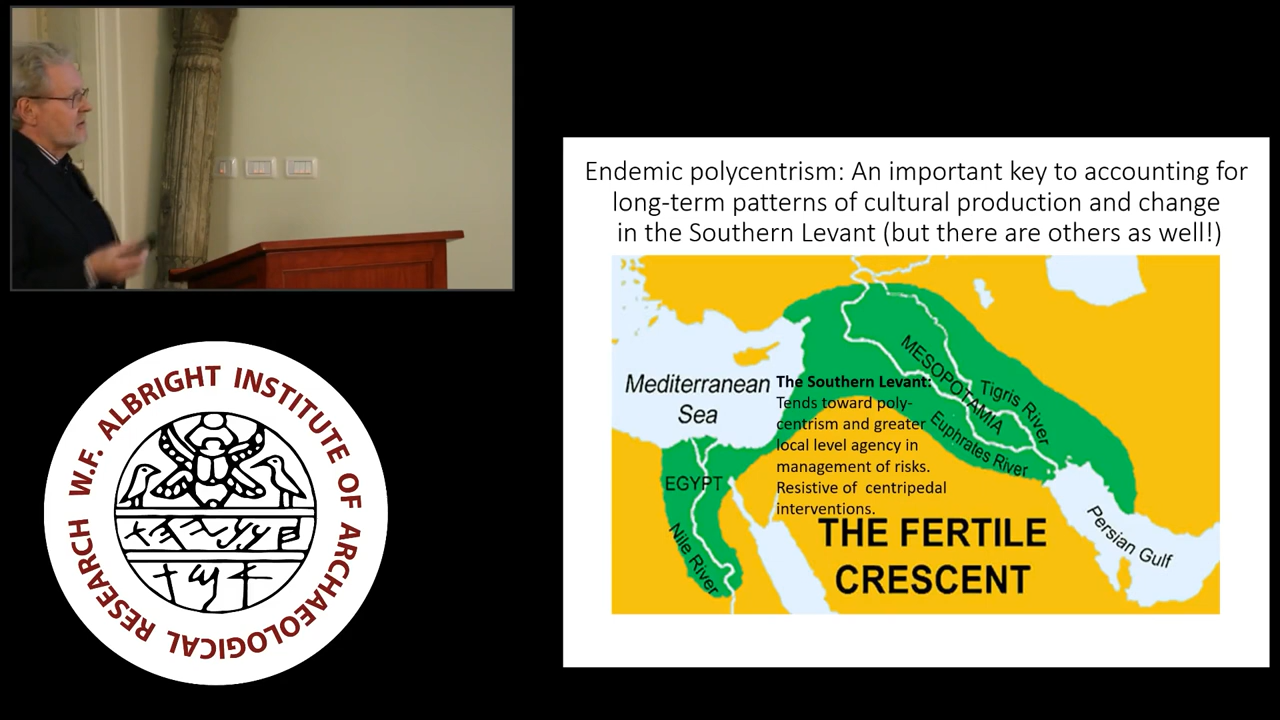 W.F. ALBRIGHT INSTITUTE OF ARCHAEOLOGICAL RESEARCH
Endemic polycentrism: An important key to accounting for
long-term patterns of cultural production and change
in the Southern Levant (but there are others as well!)
Mediterranean
Sea
The Southern Levant:
Tends toward poly-
centrism and greater
local level agency in
management of risks.
Resistive of centripedal
interventions.
MESOPOTAMIA
Tigris River
Euphrates River
EGYPT
Nile River
Persian Gulf
THE FERTILE
CRESCENT